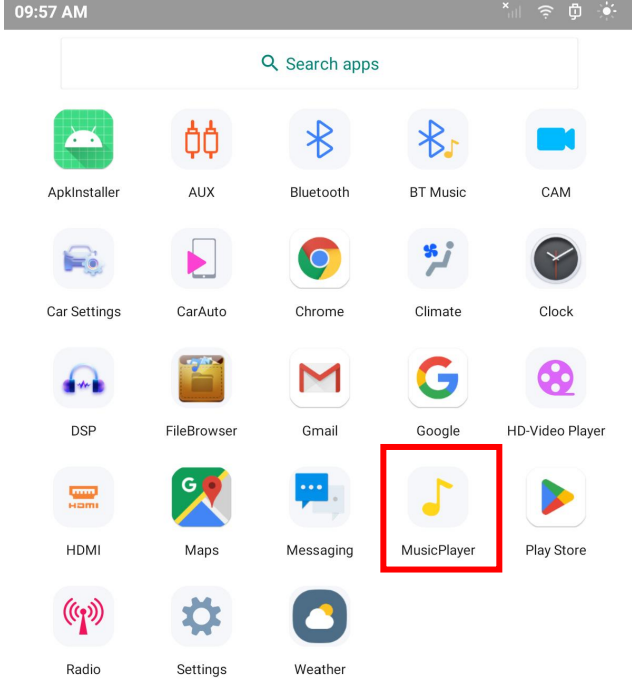 09:57 AM
Search apps
ApkInstaller AUX Bluetooth BT Music CAM
Car Settings CarAuto Chrome Climate Clock
DSP FileBrowser Gmail Google HD-Video Player
HDMI
G
HDMI Maps Messaging MusicPlayer Play Store
Radio Settings Weather